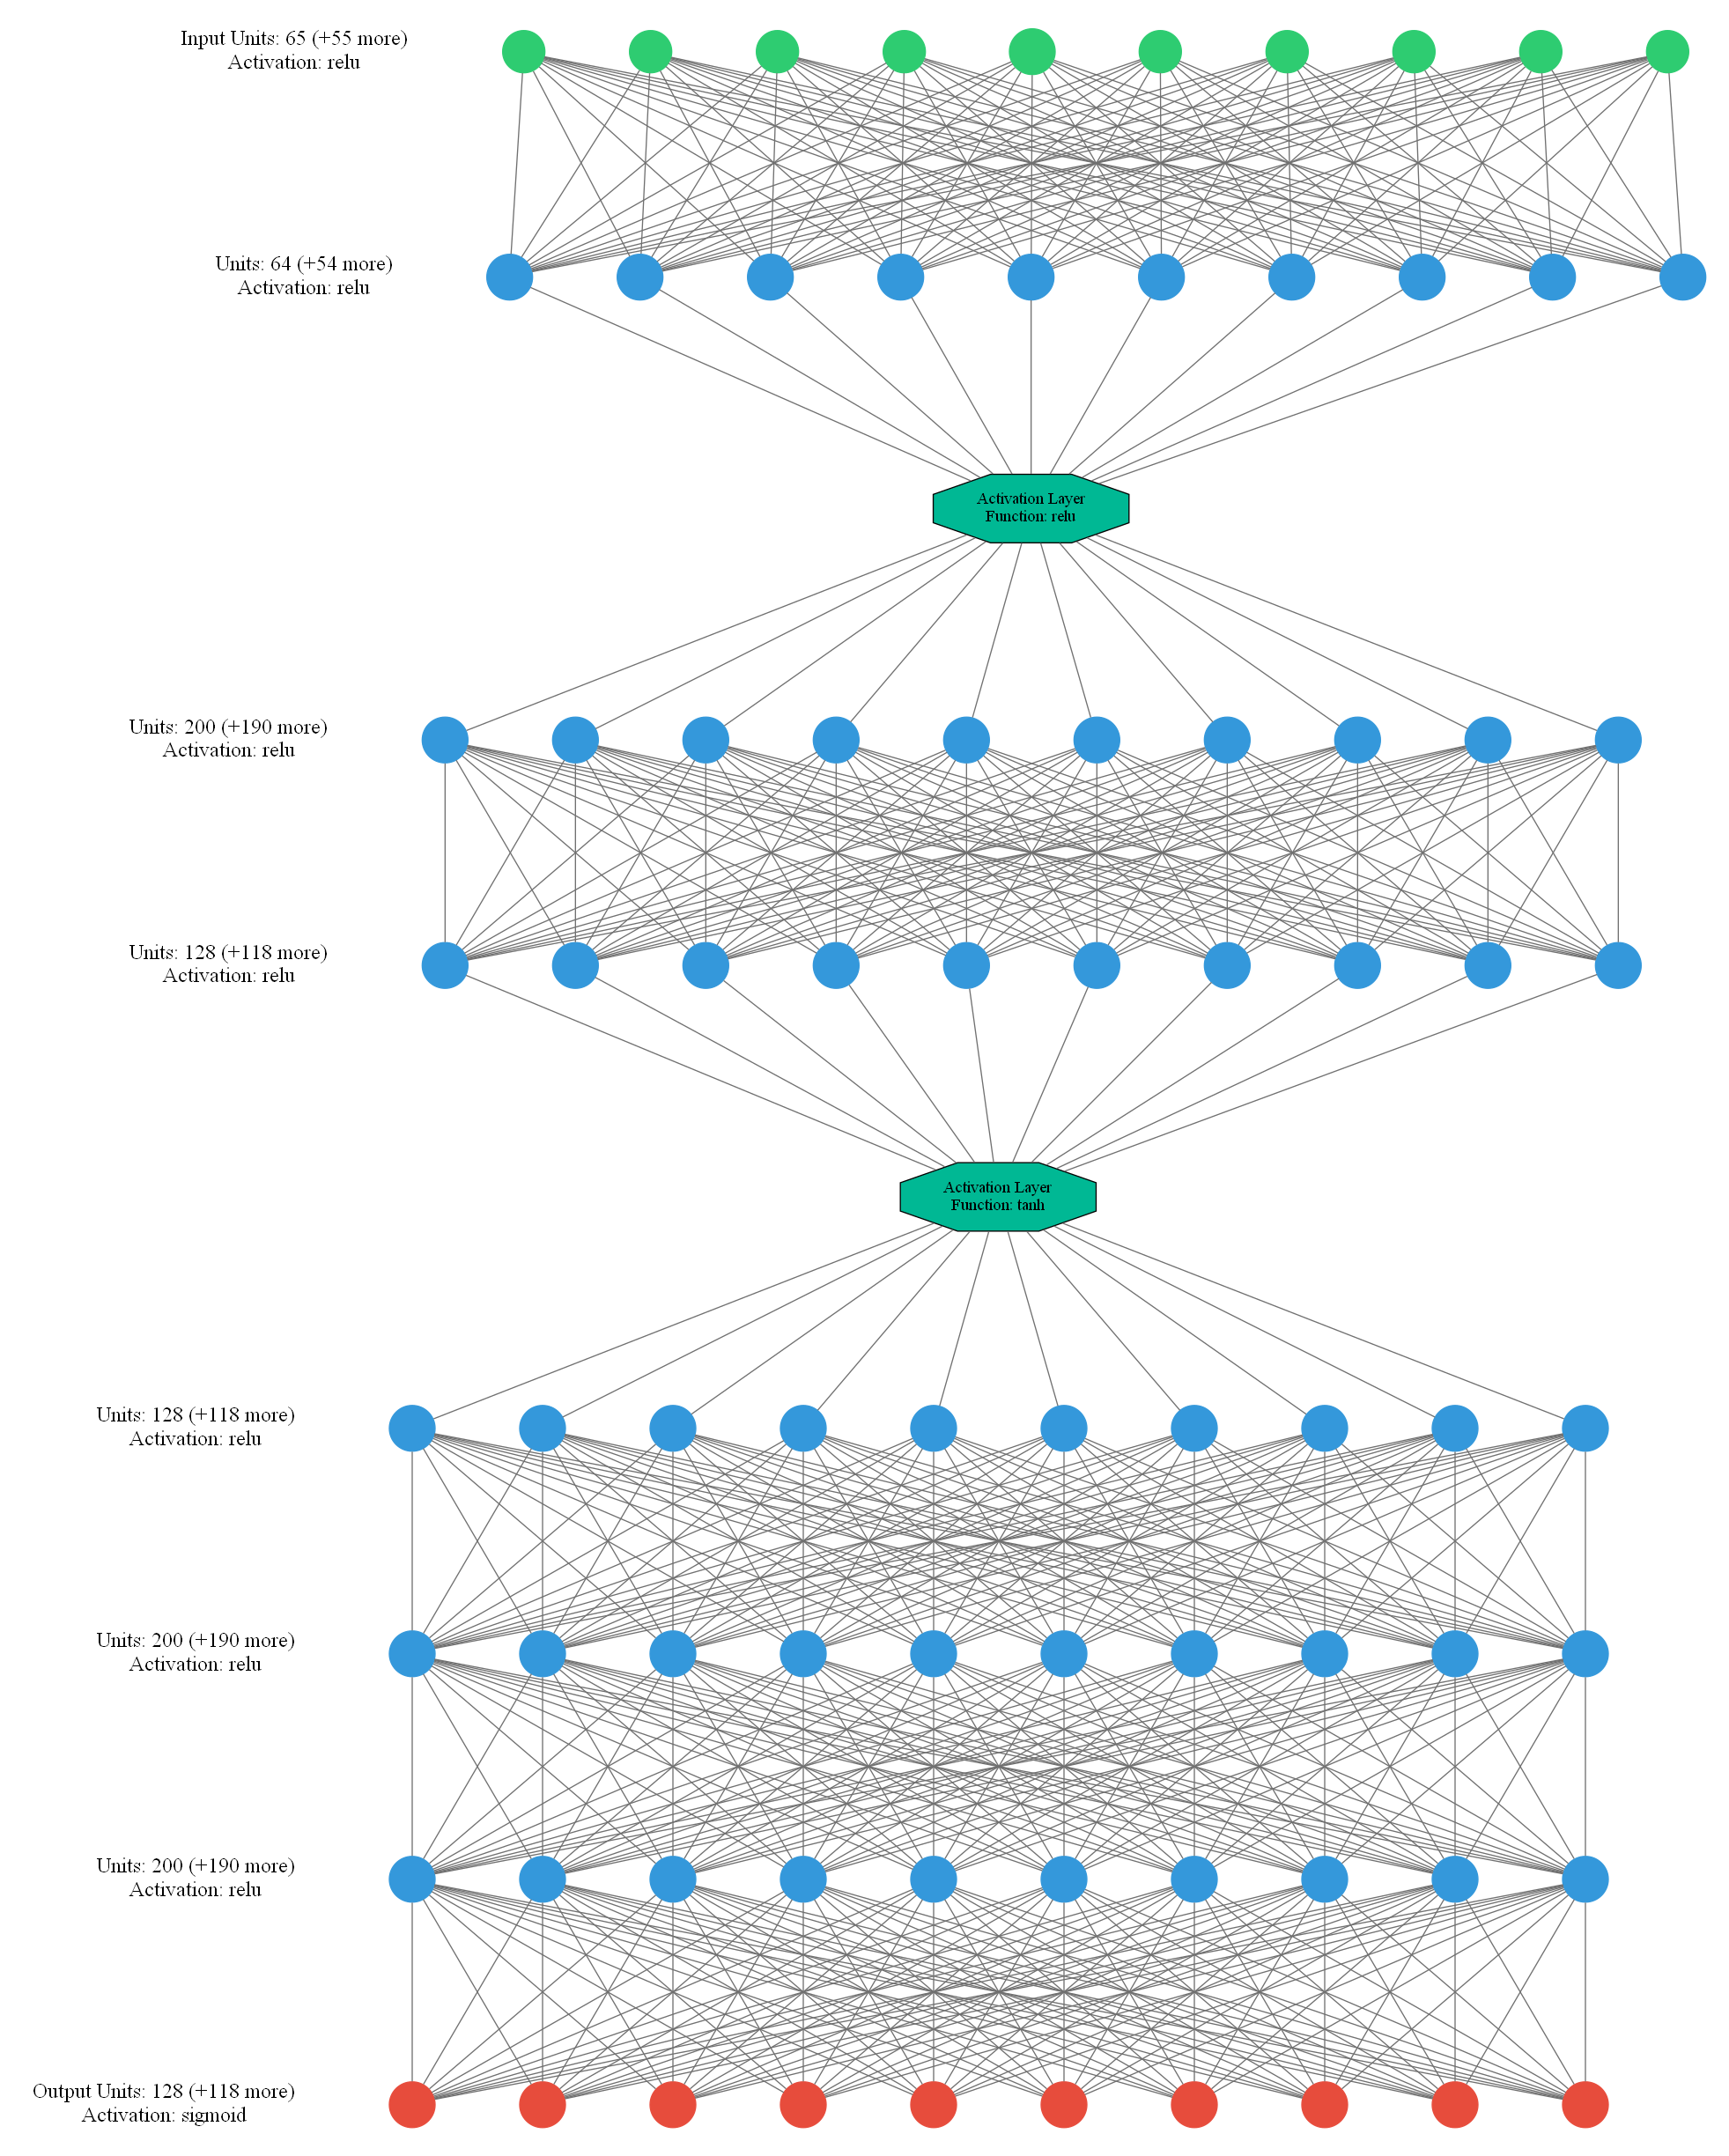 Input Units: 65 (+55 more)
Activation: relu
Units: 64 (+54 more)
Activation: relu
Activation Layer
Function: relu
Units: 200 (+190 more)
Activation: relu
Units: 128 (+118 more)
Activation: relu
Activation Layer
Function: tanh
Units: 128 (+118 more)
Activation: relu
Units: 200 (+190 more)
Activation: relu
Units: 200 (+190 more)
Activation: relu
Output Units: 128 (+118 more)
Activation: sigmoid